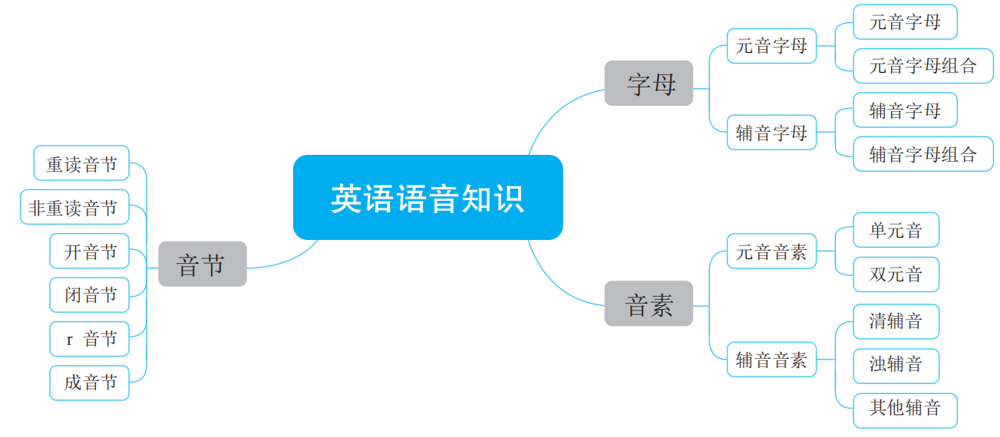 英语语音知识
字母
元音字母
元音字母
元音字母组合
辅音字母
辅音字母
辅音字母组合
音素
元音音素
单元音
双元音
辅音音素
清辅音
浊辅音
其他辅音
音节
重读音节
非重读音节
开音节
闭音节
r 音节
成音节